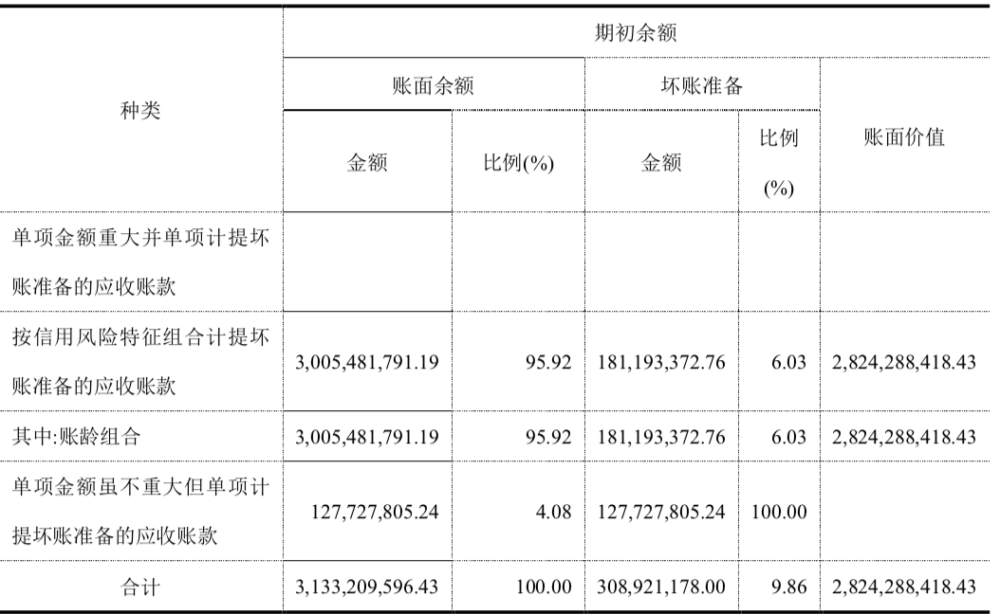 期初余额
账面余额 坏账准备
种类 账面价值
金额 比例(%) 金额 比例
(%)
单项金额重大并单项计提坏
账准备的应收账款
按信用风险特征组合计提坏
账准备的应收账款
3,005,481,791.19 95.92 181,193,372.76 6.03 2,824,288,418.43
其中:账龄组合 3,005,481,791.19 95.92 181,193,372.76 6.03 2,824,288,418.43
单项金额虽不重大但单项计
提坏账准备的应收账款
127,727,805.24 4.08 127,727,805.24 100.00
合计 3,133,209,596.43 100.00 308,921,178.00 9.86 2,824,288,418.43